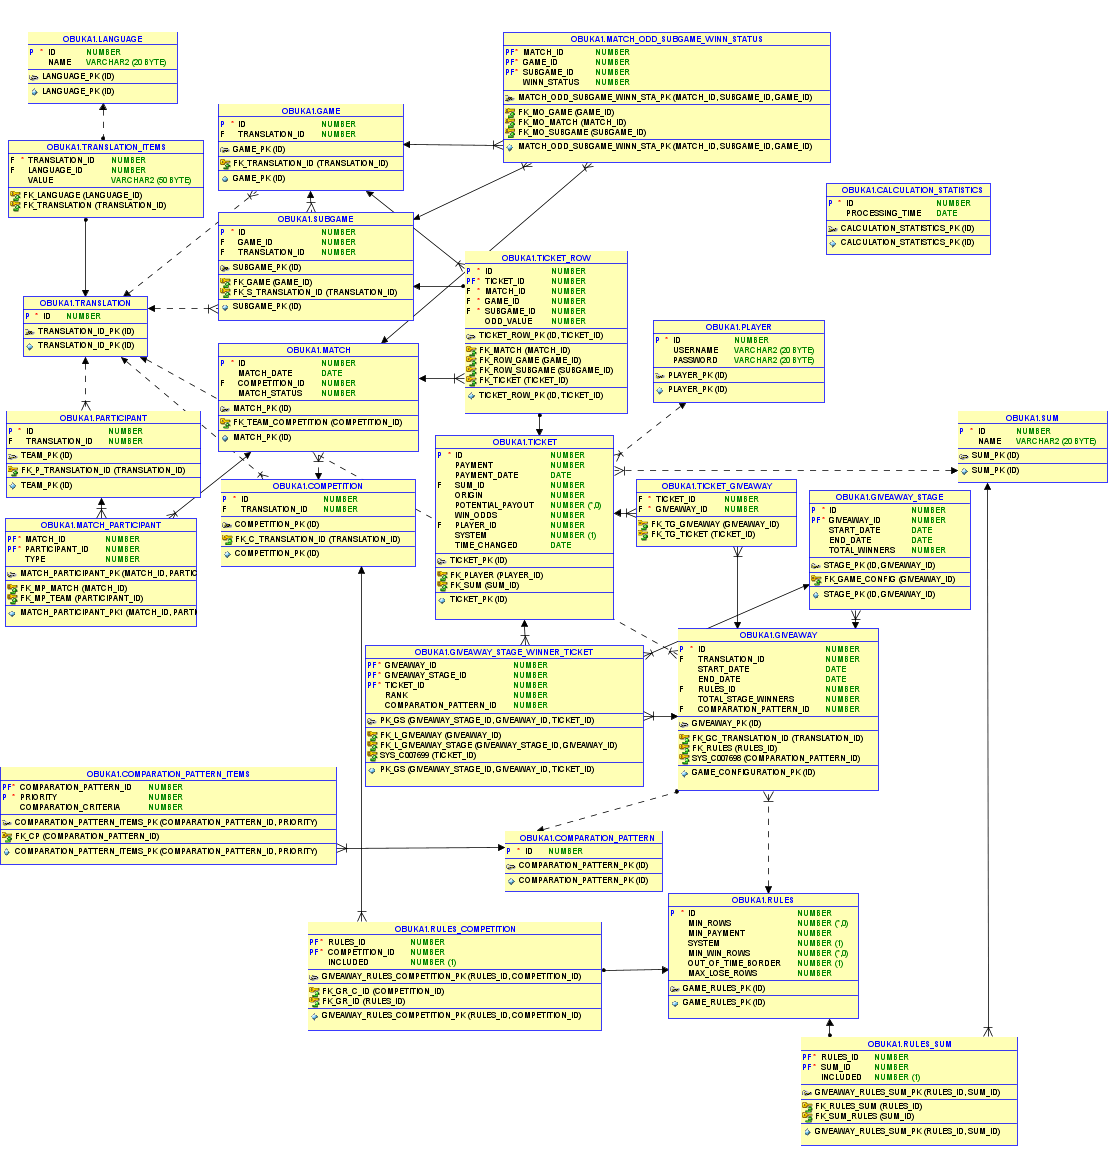 OBUKA1.LANGUAGE
P * ID NUMBER
NAME VARCHAR2 (20 BYTE)
LANGUAGE_PK (ID)
LANGUAGE_PK (ID)
OBUKA1.MATCH_ODD_SUBGAME_WINN_STATUS
PF* MATCH_ID NUMBER
PF* GAME_ID NUMBER
PF* SUBGAME_ID NUMBER
WINN_STATUS NUMBER
MATCH_ODD_SUBGAME_WINN_STA_PK (MATCH_ID, SUBGAME_ID, GAME_ID)
FK_MO_GAME (GAME_ID)
FK_MO_MATCH (MATCH_ID)
FK_MO_SUBGAME (SUBGAME_ID)
MATCH_ODD_SUBGAME_WINN_STA_PK (MATCH_ID, SUBGAME_ID, GAME_ID)
OBUKA1.GAME
P * ID NUMBER
F TRANSLATION_ID NUMBER
GAME_PK (ID)
FK_TRANSLATION_ID (TRANSLATION_ID)
GAME_PK (ID)
OBUKA1.TRANSLATION_ITEMS
F * TRANSLATION_ID NUMBER
F LANGUAGE_ID NUMBER
VALUE VARCHAR2 (50 BYTE)
FK_LANGUAGE (LANGUAGE_ID)
FK_TRANSLATION (TRANSLATION_ID)
OBUKA1.CALCULATION_STATISTICS
P * ID NUMBER
PROCESSING_TIME DATE
CALCULATION_STATISTICS_PK (ID)
CALCULATION_STATISTICS_PK (ID)
OBUKA1.SUBGAME
P * ID NUMBER
F GAME_ID NUMBER
F TRANSLATION_ID NUMBER
SUBGAME_PK (ID)
FK_GAME (GAME_ID)
FK_S_TRANSLATION_ID (TRANSLATION_ID)
SUBGAME_PK (ID)
OBUKA1.TICKET_ROW
P * ID NUMBER
PF* TICKET_ID NUMBER
F * MATCH_ID NUMBER
F * GAME_ID NUMBER
F * SUBGAME_ID NUMBER
ODD_VALUE NUMBER
TICKET_ROW_PK (ID, TICKET_ID)
FK_MATCH (MATCH_ID)
FK_ROW_GAME (GAME_ID)
FK_ROW_SUBGAME (SUBGAME_ID)
FK_TICKET (TICKET_ID)
TICKET_ROW_PK (ID, TICKET_ID)
OBUKA1.TRANSLATION
P * ID NUMBER
TRANSLATION_ID_PK (ID)
TRANSLATION_ID_PK (ID)
OBUKA1.PLAYER
P * ID NUMBER
USERNAME VARCHAR2 (20 BYTE)
PASSWORD VARCHAR2 (20 BYTE)
PLAYER_PK (ID)
PLAYER_PK (ID)
OBUKA1.MATCH
P * ID NUMBER
MATCH_DATE DATE
F COMPETITION_ID NUMBER
MATCH_STATUS NUMBER
MATCH_PK (ID)
FK_TEAM_COMPETITION (COMPETITION_ID)
MATCH_PK (ID)
OBUKA1.PARTICIPANT
P * ID NUMBER
F TRANSLATION_ID NUMBER
TEAM_PK (ID)
FK_P_TRANSLATION_ID (TRANSLATION_ID)
TEAM_PK (ID)
OBUKA1.SUM
P * ID NUMBER
NAME VARCHAR2 (20 BYTE)
SUM_PK (ID)
SUM_PK (ID)
OBUKA1.TICKET
P * ID NUMBER
PAYMENT NUMBER
PAYMENT_DATE DATE
F SUM_ID NUMBER
ORIGIN NUMBER
POTENTIAL_PAYOUT NUMBER (*,0)
WIN_ODDS NUMBER
F PLAYER_ID NUMBER
SYSTEM NUMBER (1)
TIME_CHANGED DATE
TICKET_PK (ID)
FK_PLAYER (PLAYER_ID)
FK_SUM (SUM_ID)
TICKET_PK (ID)
OBUKA1.COMPETITION
P * ID NUMBER
F TRANSLATION_ID NUMBER
COMPETITION_PK (ID)
FK_C_TRANSLATION_ID (TRANSLATION_ID)
COMPETITION_PK (ID)
OBUKA1.TICKET_GIVEAWAY
F * TICKET_ID NUMBER
F * GIVEAWAY_ID NUMBER
FK_TG_GIVEAWAY (GIVEAWAY_ID)
FK_TG_TICKET (TICKET_ID)
OBUKA1.GIVEAWAY_STAGE
P * ID NUMBER
PF* GIVEAWAY_ID NUMBER
START_DATE DATE
END_DATE DATE
TOTAL_WINNERS NUMBER
STAGE_PK (ID, GIVEAWAY_ID)
FK_GAME_CONFIG (GIVEAWAY_ID)
STAGE_PK (ID, GIVEAWAY_ID)
OBUKA1.MATCH_PARTICIPANT
PF* MATCH_ID NUMBER
PF* PARTICIPANT_ID NUMBER
TYPE NUMBER
MATCH_PARTICIPANT_PK (MATCH_ID, PARTIC
FK_MP_MATCH (MATCH_ID)
FK_MP_TEAM (PARTICIPANT_ID)
MATCH_PARTICIPANT_PK1 (MATCH_ID, PARTI
OBUKA1.GIVEAWAY_STAGE_WINNER_TICKET
PF* GIVEAWAY_ID NUMBER
PF* GIVEAWAY_STAGE_ID NUMBER
PF* TICKET_ID NUMBER
RANK NUMBER
COMPARATION_PATTERN_ID NUMBER
PK_GS (GIVEAWAY_STAGE_ID, GIVEAWAY_ID, TICKET_ID)
FK_L_GIVEAWAY (GIVEAWAY_ID)
FK_L_GIVEAWAY_STAGE (GIVEAWAY_STAGE_ID, GIVEAWAY_ID)
SYS_C007699 (TICKET_ID)
PK_GS (GIVEAWAY_STAGE_ID, GIVEAWAY_ID, TICKET_ID)
OBUKA1.GIVEAWAY
P * ID NUMBER
F TRANSLATION_ID NUMBER
START_DATE DATE
END_DATE DATE
F RULES_ID NUMBER
TOTAL_STAGE_WINNERS NUMBER
F COMPARATION_PATTERN_ID NUMBER
GIVEAWAY_PK (ID)
FK_GC_TRANSLATION_ID (TRANSLATION_ID)
FK_RULES (RULES_ID)
SYS_C007698 (COMPARATION_PATTERN_ID)
GAME_CONFIGURATION_PK (ID)
OBUKA1.COMPARATION_PATTERN_ITEMS
PF* COMPARATION_PATTERN_ID NUMBER
P * PRIORITY NUMBER
COMPARATION_CRITERIA NUMBER
COMPARATION_PATTERN_ITEMS_PK (COMPARATION_PATTERN_ID, PRIORITY)
FK_CP (COMPARATION_PATTERN_ID)
COMPARATION_PATTERN_ITEMS_PK (COMPARATION_PATTERN_ID, PRIORITY)
OBUKA1.COMPARATION_PATTERN
P * ID NUMBER
COMPARATION_PATTERN_PK (ID)
COMPARATION_PATTERN_PK (ID)
OBUKA1.RULES
P * ID NUMBER
MIN_ROWS NUMBER (*,0)
MIN_PAYMENT NUMBER
SYSTEM NUMBER (1)
MIN_WIN_ROWS NUMBER (*,0)
OUT_OF_TIME_BORDER NUMBER (1)
MAX_LOSE_ROWS NUMBER
GAME_RULES_PK (ID)
GAME_RULES_PK (ID)
OBUKA1.RULES_COMPETITION
PF* RULES_ID NUMBER
PF* COMPETITION_ID NUMBER
INCLUDED NUMBER (1)
GIVEAWAY_RULES_COMPETITION_PK (RULES_ID, COMPETITION_ID)
FK_GR_C_ID (COMPETITION_ID)
FK_GR_ID (RULES_ID)
GIVEAWAY_RULES_COMPETITION_PK (RULES_ID, COMPETITION_ID)
OBUKA1.RULES_SUM
PF* RULES_ID NUMBER
PF* SUM_ID NUMBER
INCLUDED NUMBER (1)
GIVEAWAY_RULES_SUM_PK (RULES_ID, SUM_ID)
FK_RULES_SUM (RULES_ID)
FK_SUM_RULES (SUM_ID)
GIVEAWAY_RULES_SUM_PK (RULES_ID, SUM_ID)